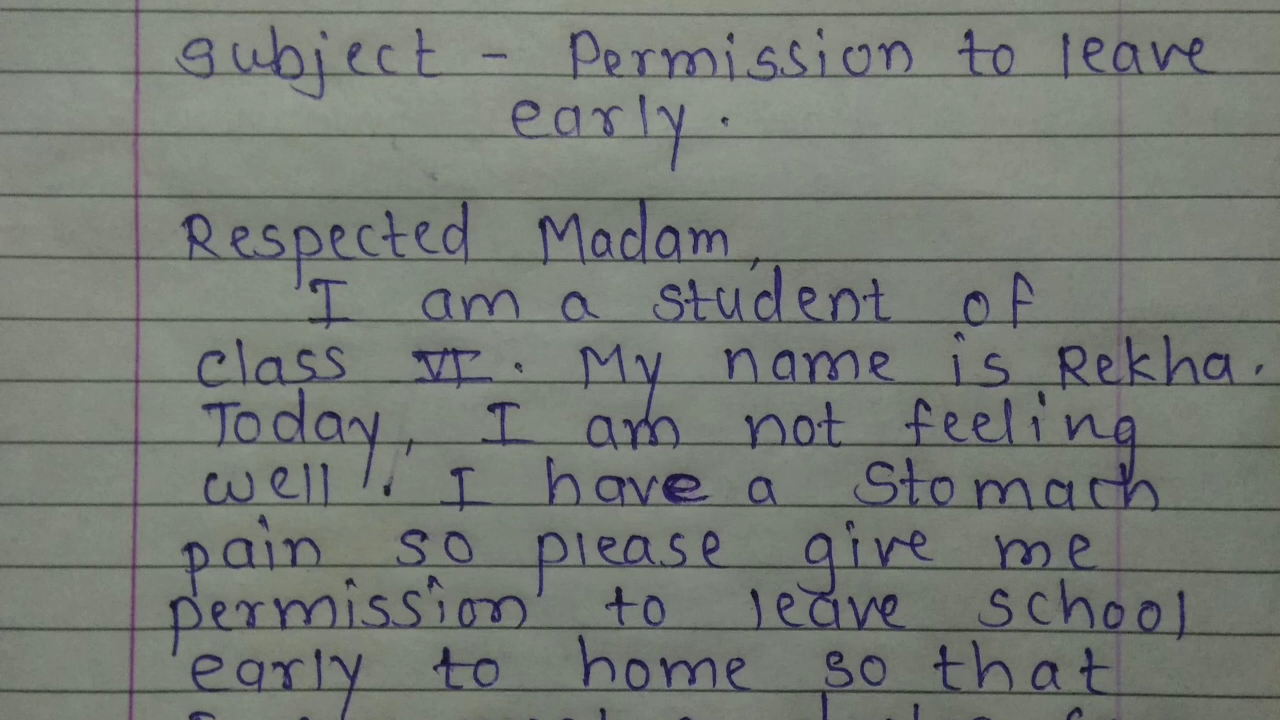 Subject - Permission to leave
early.
Respected Madam,
I am a student of
class VI. My name is Rekha.
Today, I am not feeling
well. I have a stomach
pain so please give me
permission to leave school
early to home so that